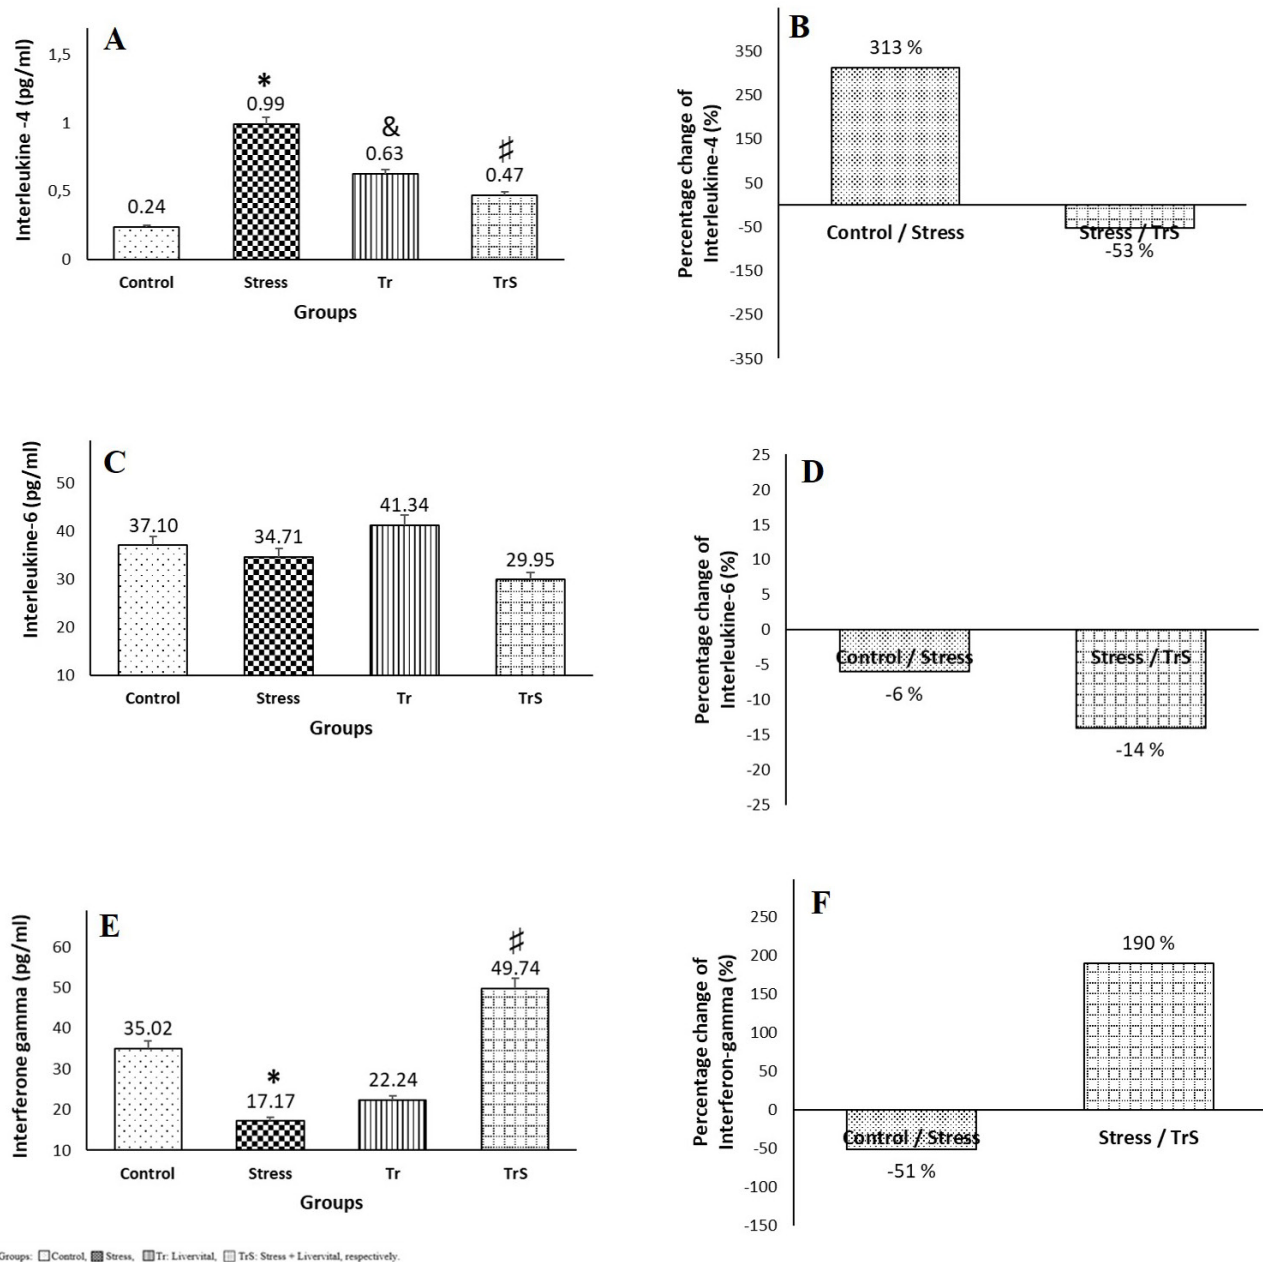 A
Interleukine -4 (pg/ml)
1,5
1
0,5
0
0.24
*
0.99
&
0.63
♯
0.47
Control Stress Tr TrS
Groups
B
Percentage change of
Interleukine-4 (%)
350
250
150
50
-50
-150
-250
-350
313 %
Control / Stress
Stress / TrS
-53 %
C
Interleukine-6 (pg/ml)
50
40
30
20
10
37.10
34.71
41.34
29.95
Control Stress Tr TrS
Groups
D
Percentage change of
Interleukine-6 (%)
25
20
15
10
5
0
-5
-10
-15
-20
-25
Control / Stress
-6 %
Stress / TrS
-14 %
E
Interferone gamma (pg/ml)
60
50
40
30
20
10
35.02
*
17.17
22.24
♯
49.74
Control Stress Tr TrS
Groups
F
Percentage change of
Interferon-gamma (%)
250
200
150
100
50
0
-50
-100
-150
Control / Stress
-51 %
190 %
Stress / TrS
Groups: Control, Stress, Tr: Livervital, TrS: Stress + Livervital, respectively.